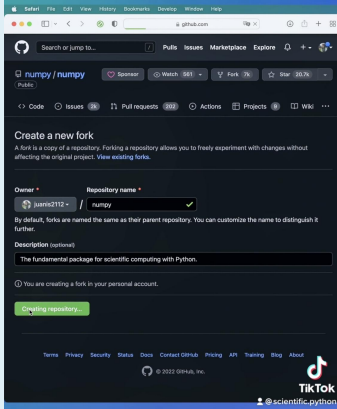 Safari File Edit View History Bookmarks Develop Window Help
github.com
Search or jump to... / Pulls Issues Marketplace Explore
numpy / numpy Sponsor Watch 561 Fork 7k Star 20.7k
Public
Code Issues 2k Pull requests 202 Actions Projects 9 Wiki ...
Create a new fork
A fork is a copy of a repository. Forking a repository allows you to freely experiment with changes without
affecting the original project. View existing forks.
Owner * Repository name *
juanis2112 / numpy
By default, forks are named the same as their parent repository. You can customize the name to distinguish it
further.
Description (optional)
The fundamental package for scientific computing with Python.
You are creating a fork in your personal account.
Creating repository...
Terms Privacy Security Status Docs Contact GitHub Pricing API Training Blog About
© 2022 GitHub, Inc.
TikTok
@scientific.python